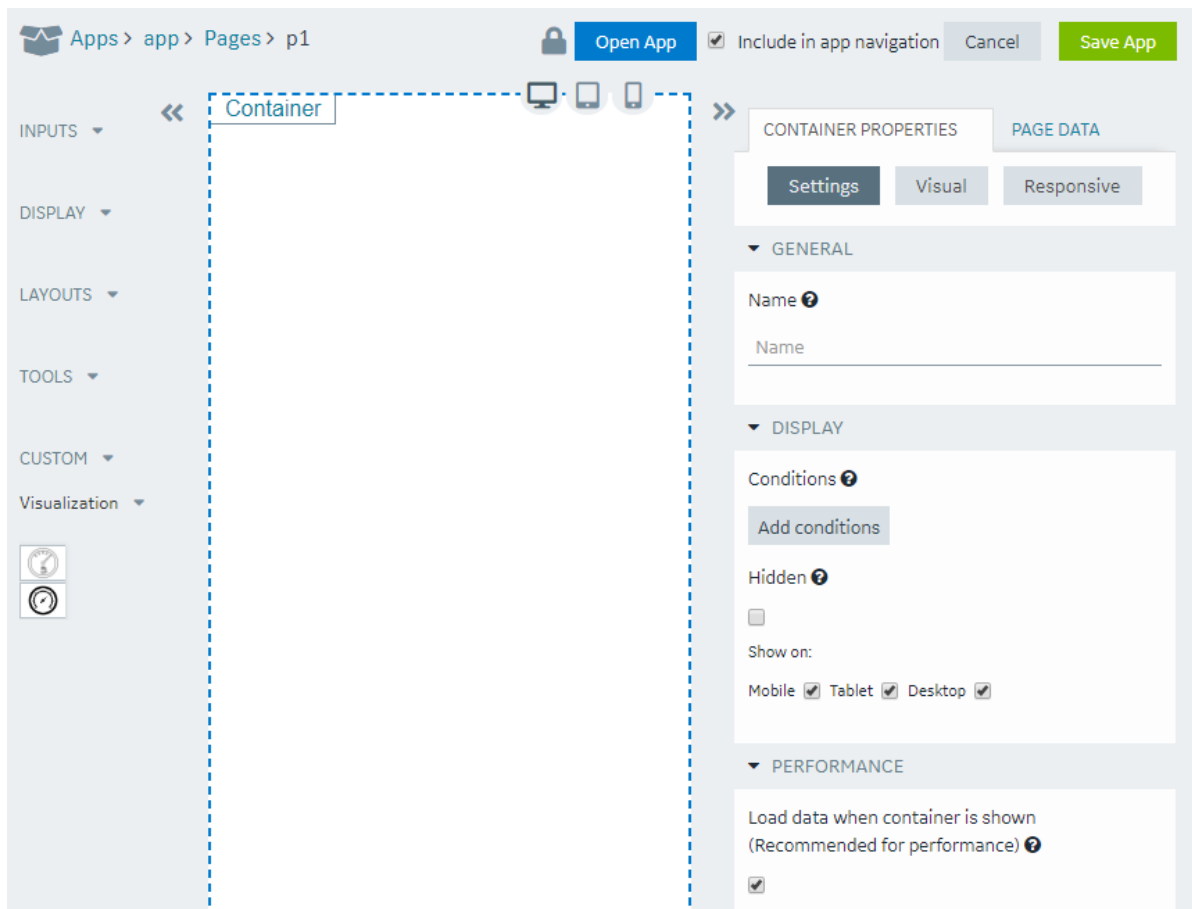 Apps > app > Pages > p1
Open App
Include in app navigation
Cancel
Save App
INPUTS
DISPLAY
LAYOUTS
TOOLS
CUSTOM
Visualization
Container
CONTAINER PROPERTIES
PAGE DATA
Settings
Visual
Responsive
GENERAL
Name
Name
DISPLAY
Conditions
Add conditions
Hidden
Show on:
Mobile Tablet Desktop
PERFORMANCE
Load data when container is shown
(Recommended for performance)